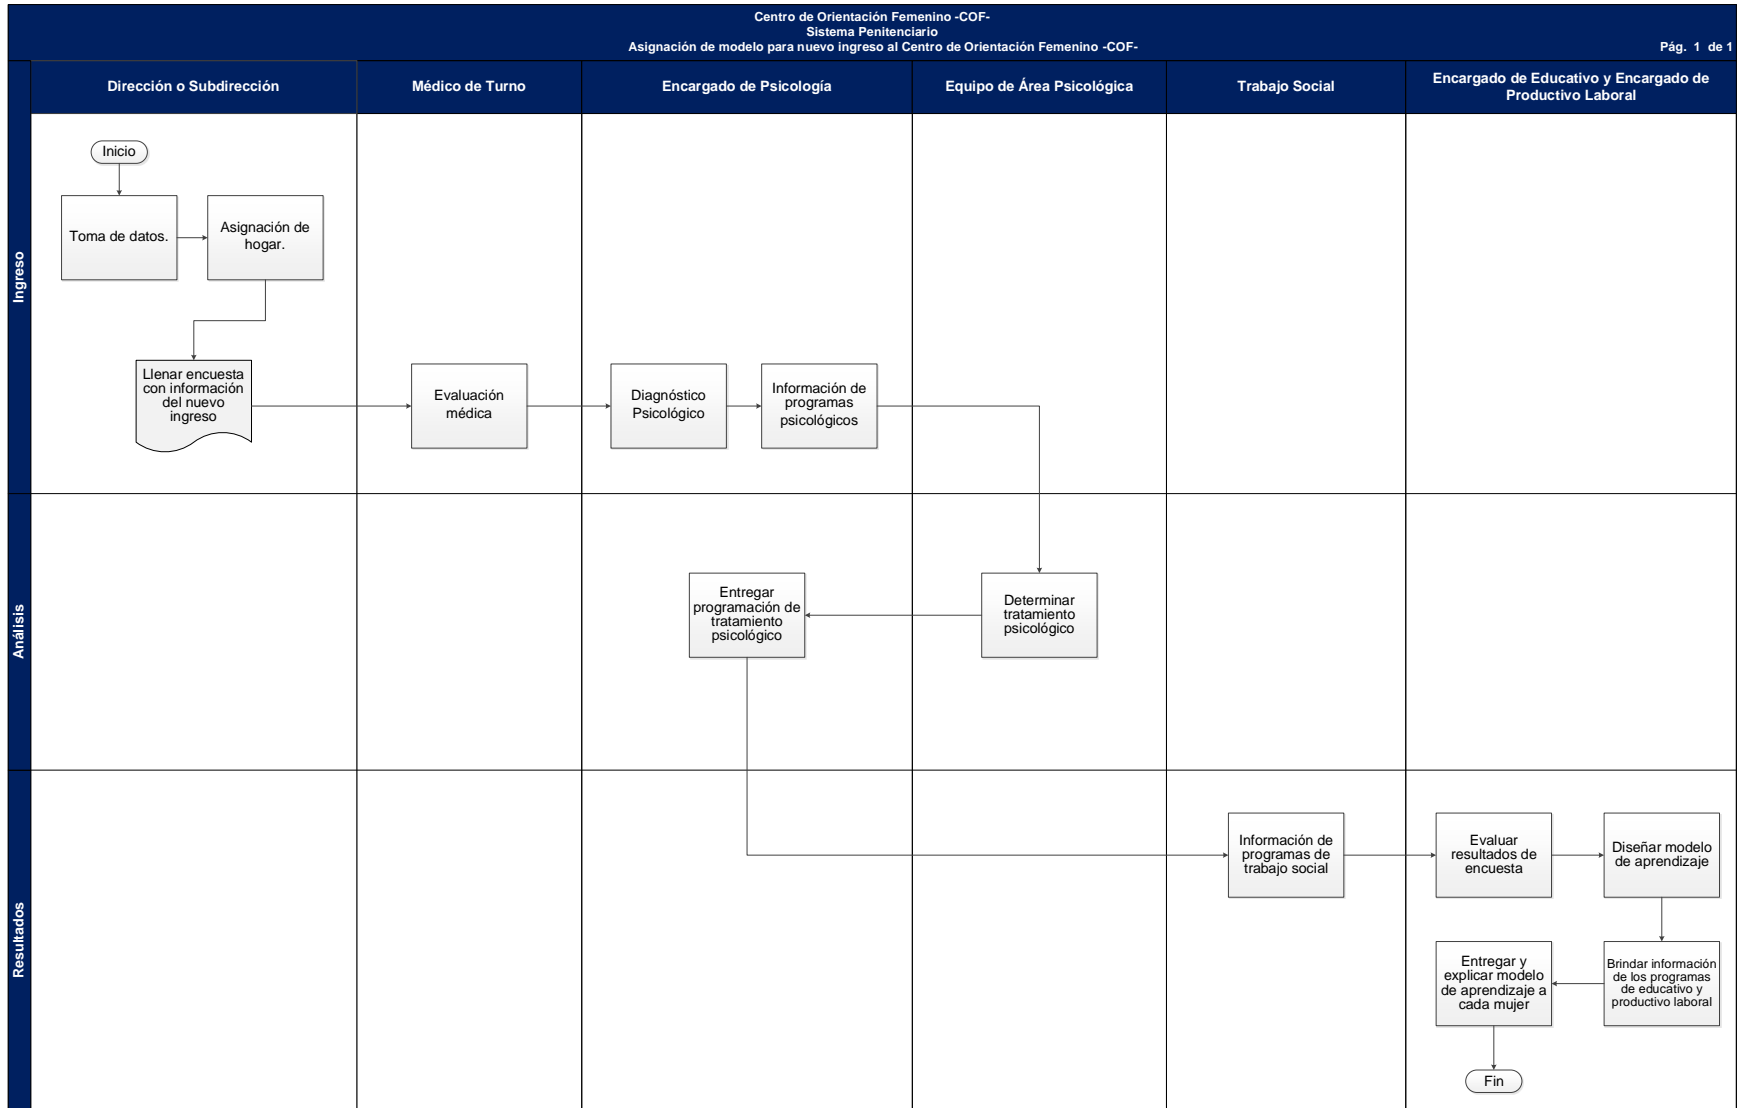 Centro de Orientación Femenino -COF-
Sistema Penitenciario
Asignación de modelo para nuevo ingreso al Centro de Orientación Femenino -COF-
Pág. 1 de 1
Dirección o Subdirección
Médico de Turno
Encargado de Psicología
Equipo de Área Psicológica
Trabajo Social
Encargado de Educativo y Encargado de
Productivo Laboral
Ingreso
Inicio
Toma de datos.
Asignación de
hogar.
Llenar encuesta
con información
del nuevo
ingreso
Evaluación
médica
Diagnóstico
Psicológico
Información de
programas
psicológicos
Análisis
Entregar
programación de
tratamiento
psicológico
Determinar
tratamiento
psicológico
Resultados
Información de
programas de
trabajo social
Evaluar
resultados de
encuesta
Diseñar modelo
de aprendizaje
Brindar información
de los programas
de educativo y
productivo laboral
Entregar y
explicar modelo
de aprendizaje a
cada mujer
Fin